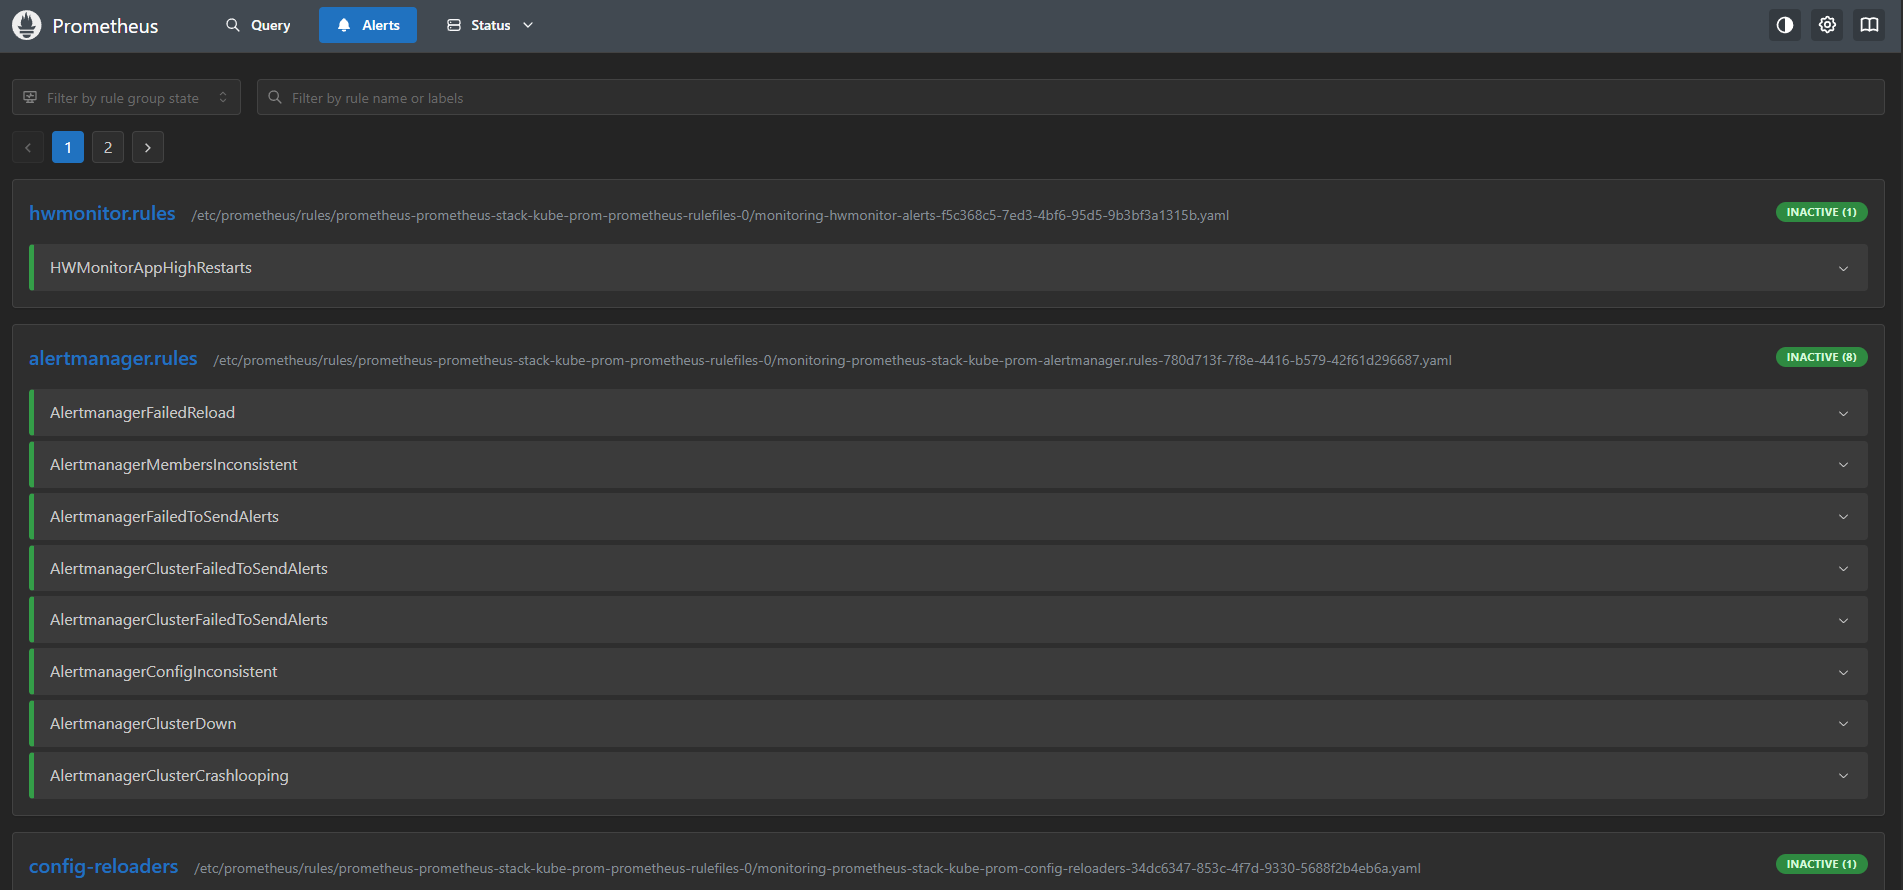 Prometheus
Query
Alerts
Status
Filter by rule group state
Filter by rule name or labels
1
2
hwmonitor.rules /etc/prometheus/rules/prometheus-prometheus-stack-kube-prom-prometheus-rulefiles-0/monitoring-hwmonitor-alerts-f5c368c5-7ed3-4bf6-95d5-9b3bf3a1315b.yaml INACTIVE (1)
HWMonitorAppHighRestarts
alertmanager.rules /etc/prometheus/rules/prometheus-prometheus-stack-kube-prom-prometheus-rulefiles-0/monitoring-prometheus-stack-kube-prom-alertmanager.rules-780d713f-7f8e-4416-b579-42f61d296687.yaml INACTIVE (8)
AlertmanagerFailedReload
AlertmanagerMembersInconsistent
AlertmanagerFailedToSendAlerts
AlertmanagerClusterFailedToSendAlerts
AlertmanagerClusterFailedToSendAlerts
AlertmanagerConfigInconsistent
AlertmanagerClusterDown
AlertmanagerClusterCrashlooping
config-reloaders /etc/prometheus/rules/prometheus-prometheus-stack-kube-prom-prometheus-rulefiles-0/monitoring-prometheus-stack-kube-prom-config-reloaders-34dc6347-853c-4f7d-9330-5688f2b4eb6a.yaml INACTIVE (1)